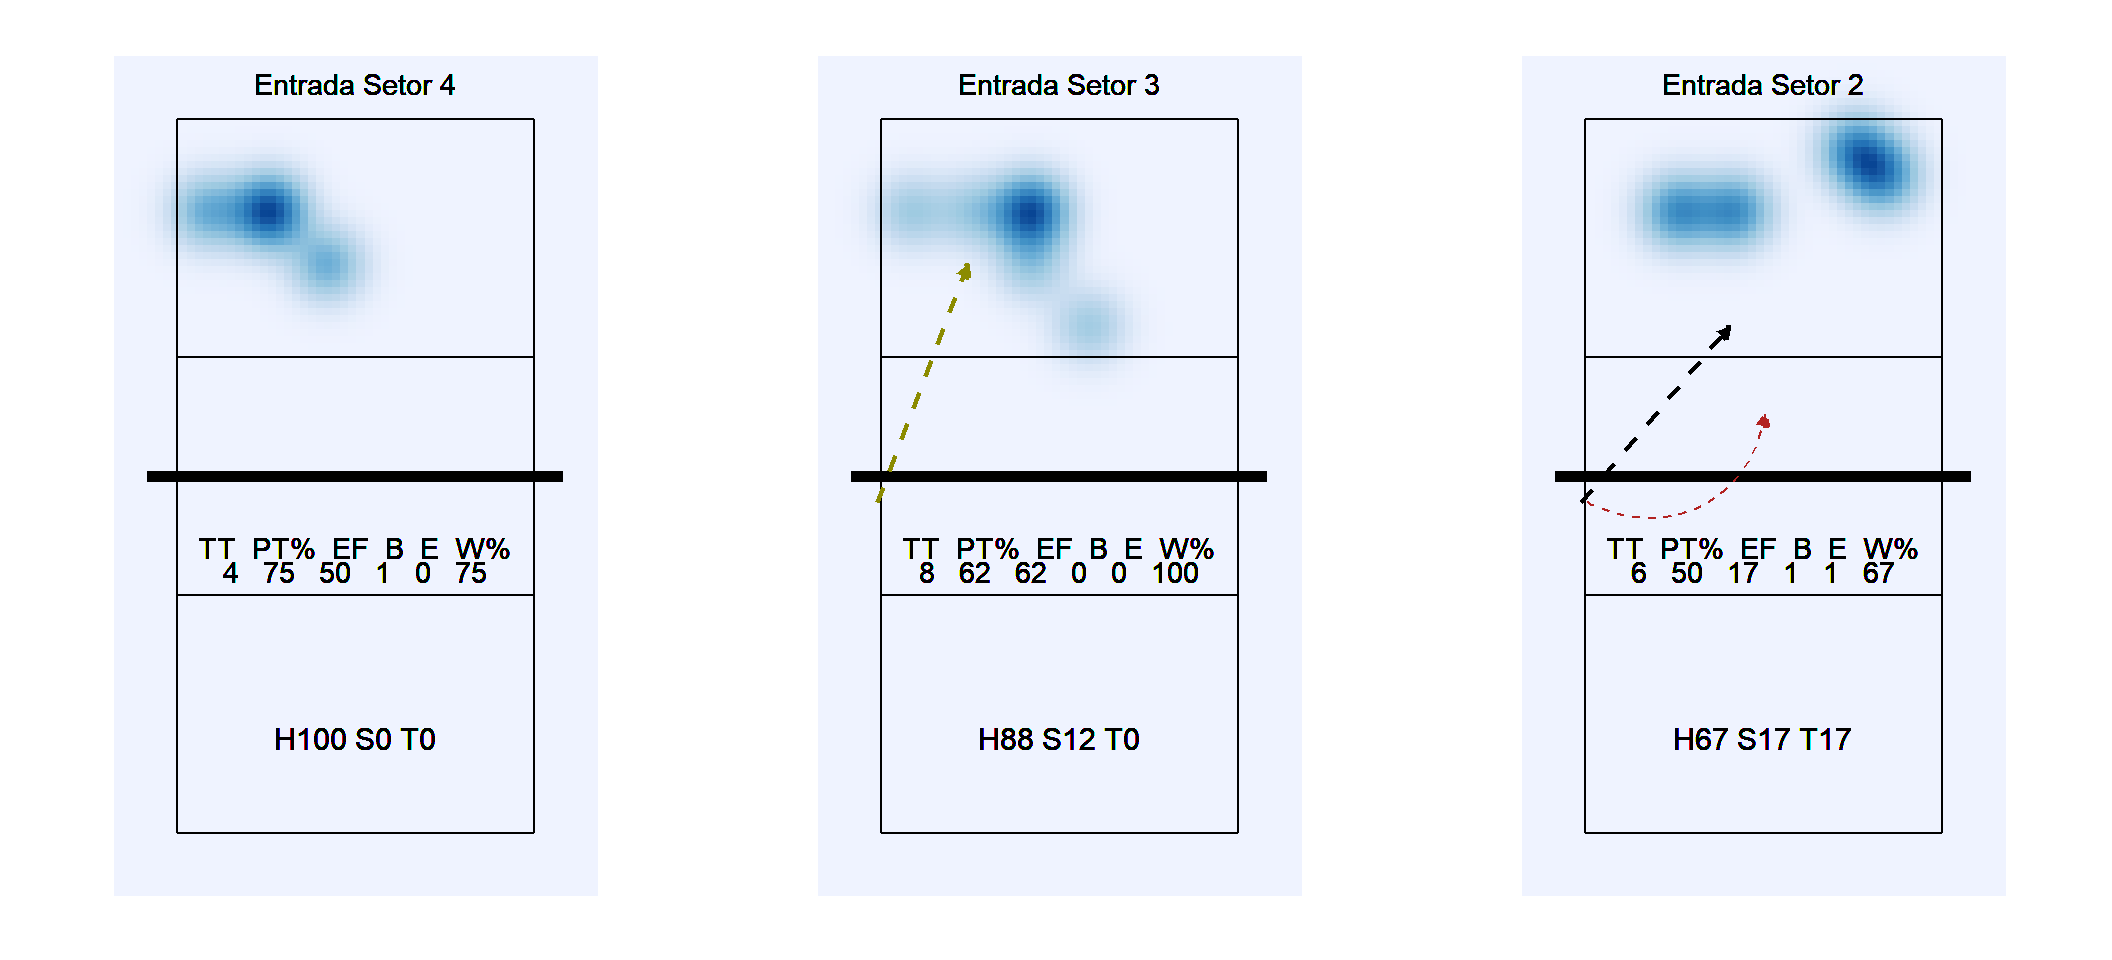 Entrada Setor 4
TT PT% EF B E W%
4 75 50 1 0 75
H100 S0 T0
Entrada Setor 3
TT PT% EF B E W%
8 62 62 0 0 100
H88 S12 T0
Entrada Setor 2
TT PT% EF B E W%
6 50 17 1 1 67
H67 S17 T17